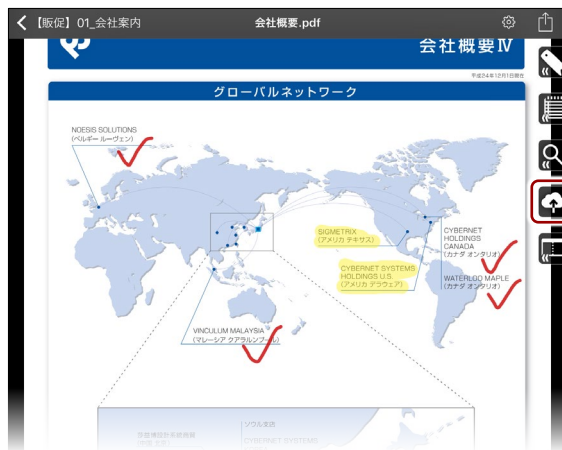 【販促】01_会社案内
会社概要.pdf
会社概要Ⅳ
平成24年12月1日現在
グローバルネットワーク
NOESIS SOLUTIONS
（ベルギー ルーヴェン）
SIGMETRIX
（アメリカ テキサス）
CYBERNET SYSTEMS
HOLDINGS U.S.
（アメリカ デラウェア）
CYBERNET
HOLDINGS
CANADA
（カナダ オンタリオ）
WATERLOO MAPLE
（カナダ オンタリオ）
VINCULUM MALAYSIA
（マレーシア クアラルンプール）
ソウル支店
CYBERNET SYSTEMS